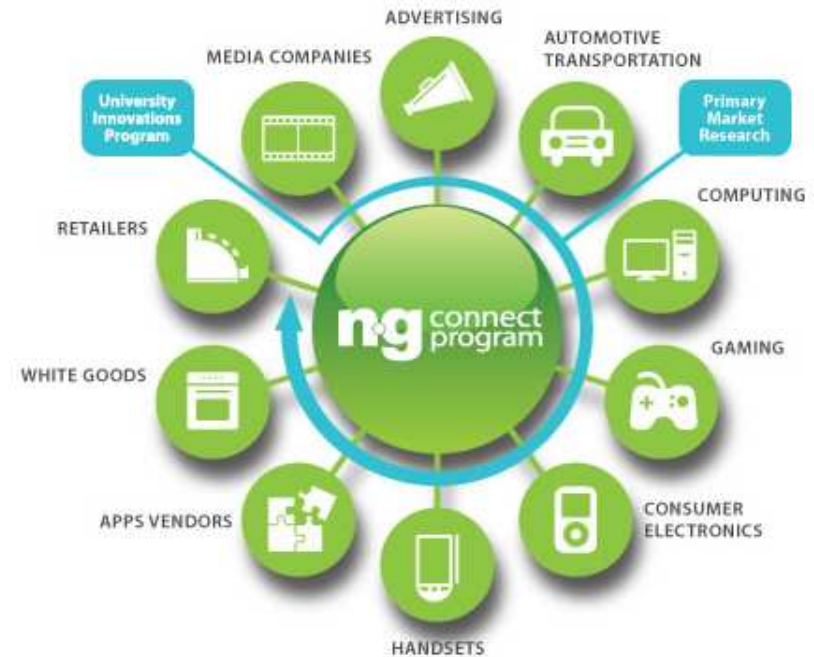 ADVERTISING
MEDIA COMPANIES
AUTOMOTIVE
TRANSPORTATION
University
Innovations
Program
Primary
Market
Research
COMPUTING
RETAILERS
ng connect
program
GAMING
WHITE GOODS
APPS VENDORS
CONSUMER
ELECTRONICS
HANDSETS